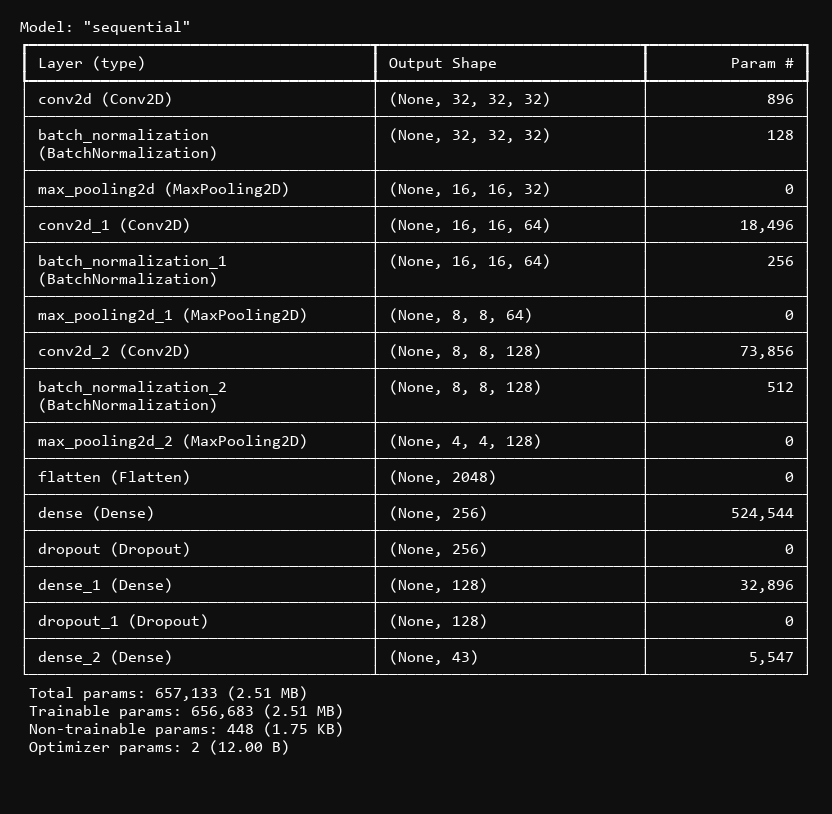 Model: "sequential"
Layer (type) Output Shape Param #
conv2d (Conv2D) (None, 32, 32, 32) 896
batch_normalization (None, 32, 32, 32) 128
(BatchNormalization)
max_pooling2d (MaxPooling2D) (None, 16, 16, 32) 0
conv2d_1 (Conv2D) (None, 16, 16, 64) 18,496
batch_normalization_1 (None, 16, 16, 64) 256
(BatchNormalization)
max_pooling2d_1 (MaxPooling2D) (None, 8, 8, 64) 0
conv2d_2 (Conv2D) (None, 8, 8, 128) 73,856
batch_normalization_2 (None, 8, 8, 128) 512
(BatchNormalization)
max_pooling2d_2 (MaxPooling2D) (None, 4, 4, 128) 0
flatten (Flatten) (None, 2048) 0
dense (Dense) (None, 256) 524,544
dropout (Dropout) (None, 256) 0
dense_1 (Dense) (None, 128) 32,896
dropout_1 (Dropout) (None, 128) 0
dense_2 (Dense) (None, 43) 5,547
Total params: 657,133 (2.51 MB)
Trainable params: 656,683 (2.51 MB)
Non-trainable params: 448 (1.75 KB)
Optimizer params: 2 (12.00 B)